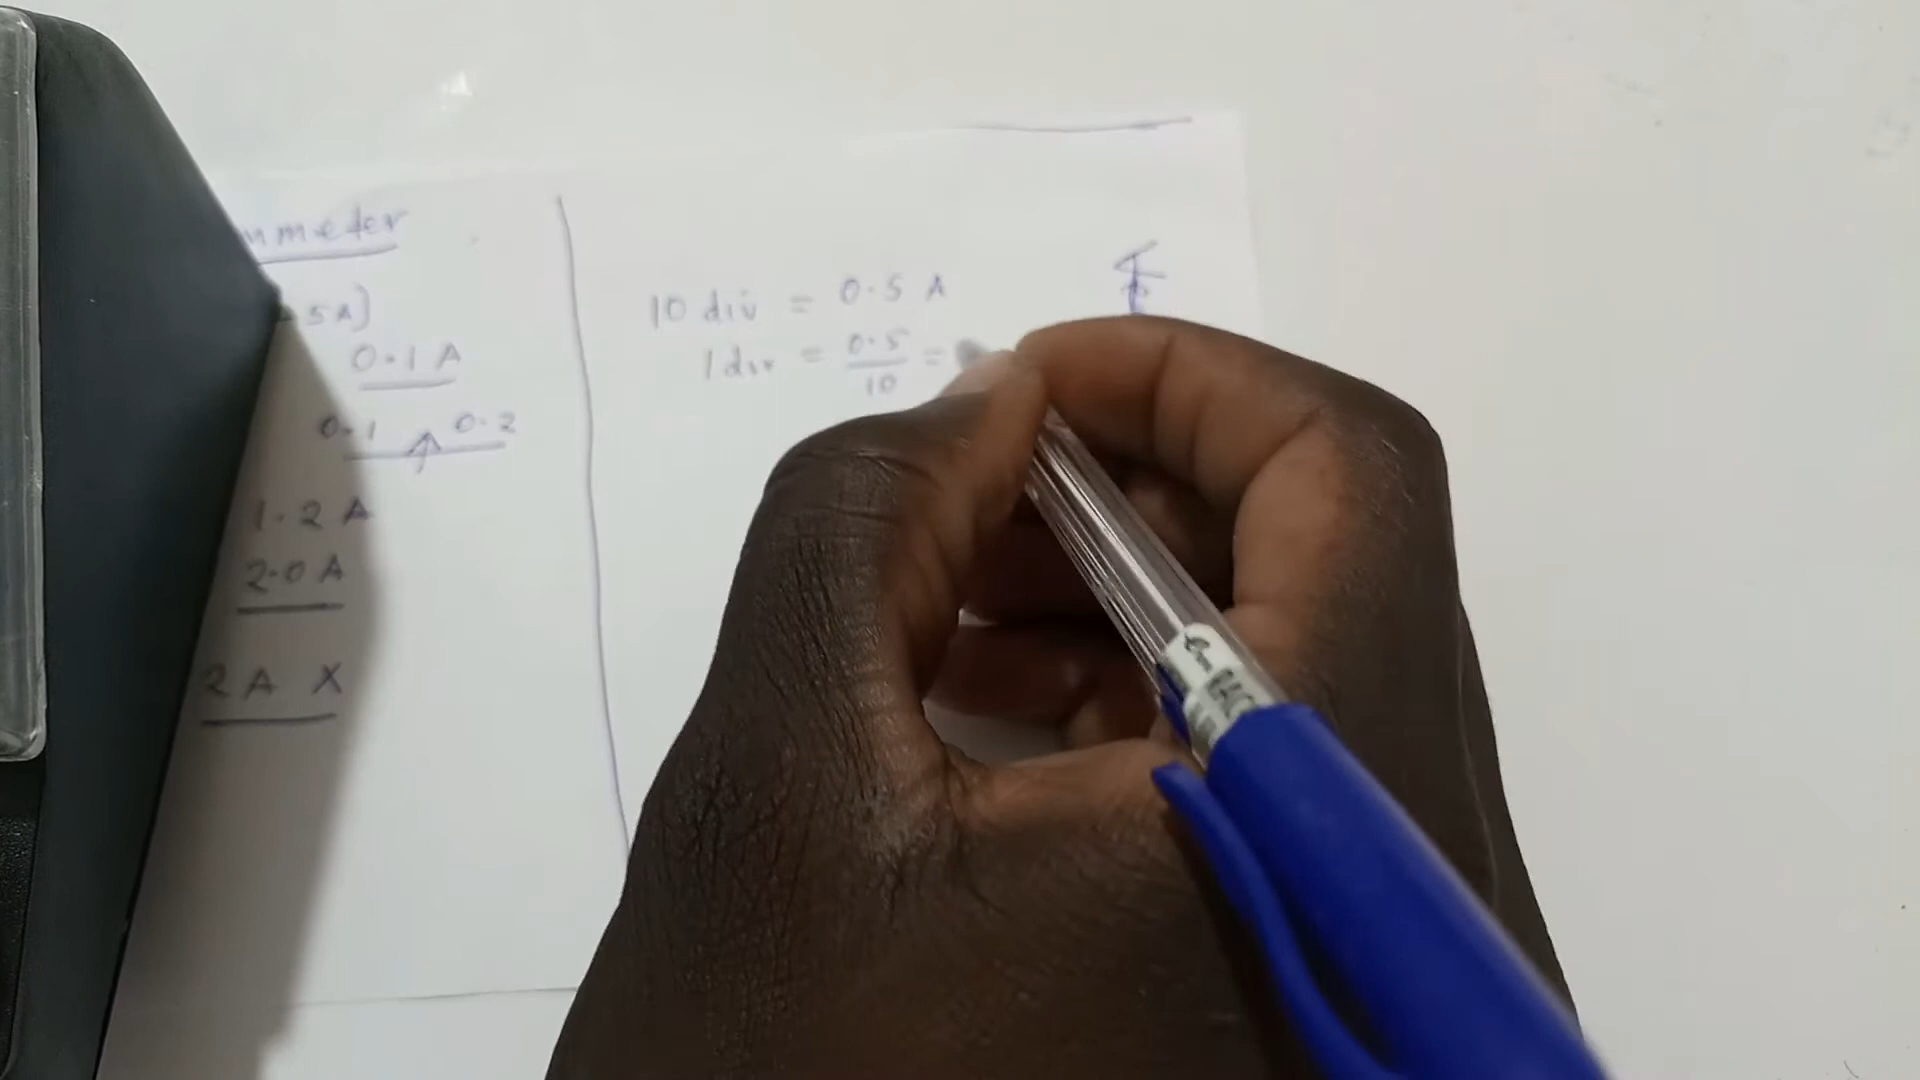 mmeter
5A)
0.1 A
0.1 0.2
1.2 A
2.0 A
2A X
10 div = 0.5 A
1 div = 0.5/10 =